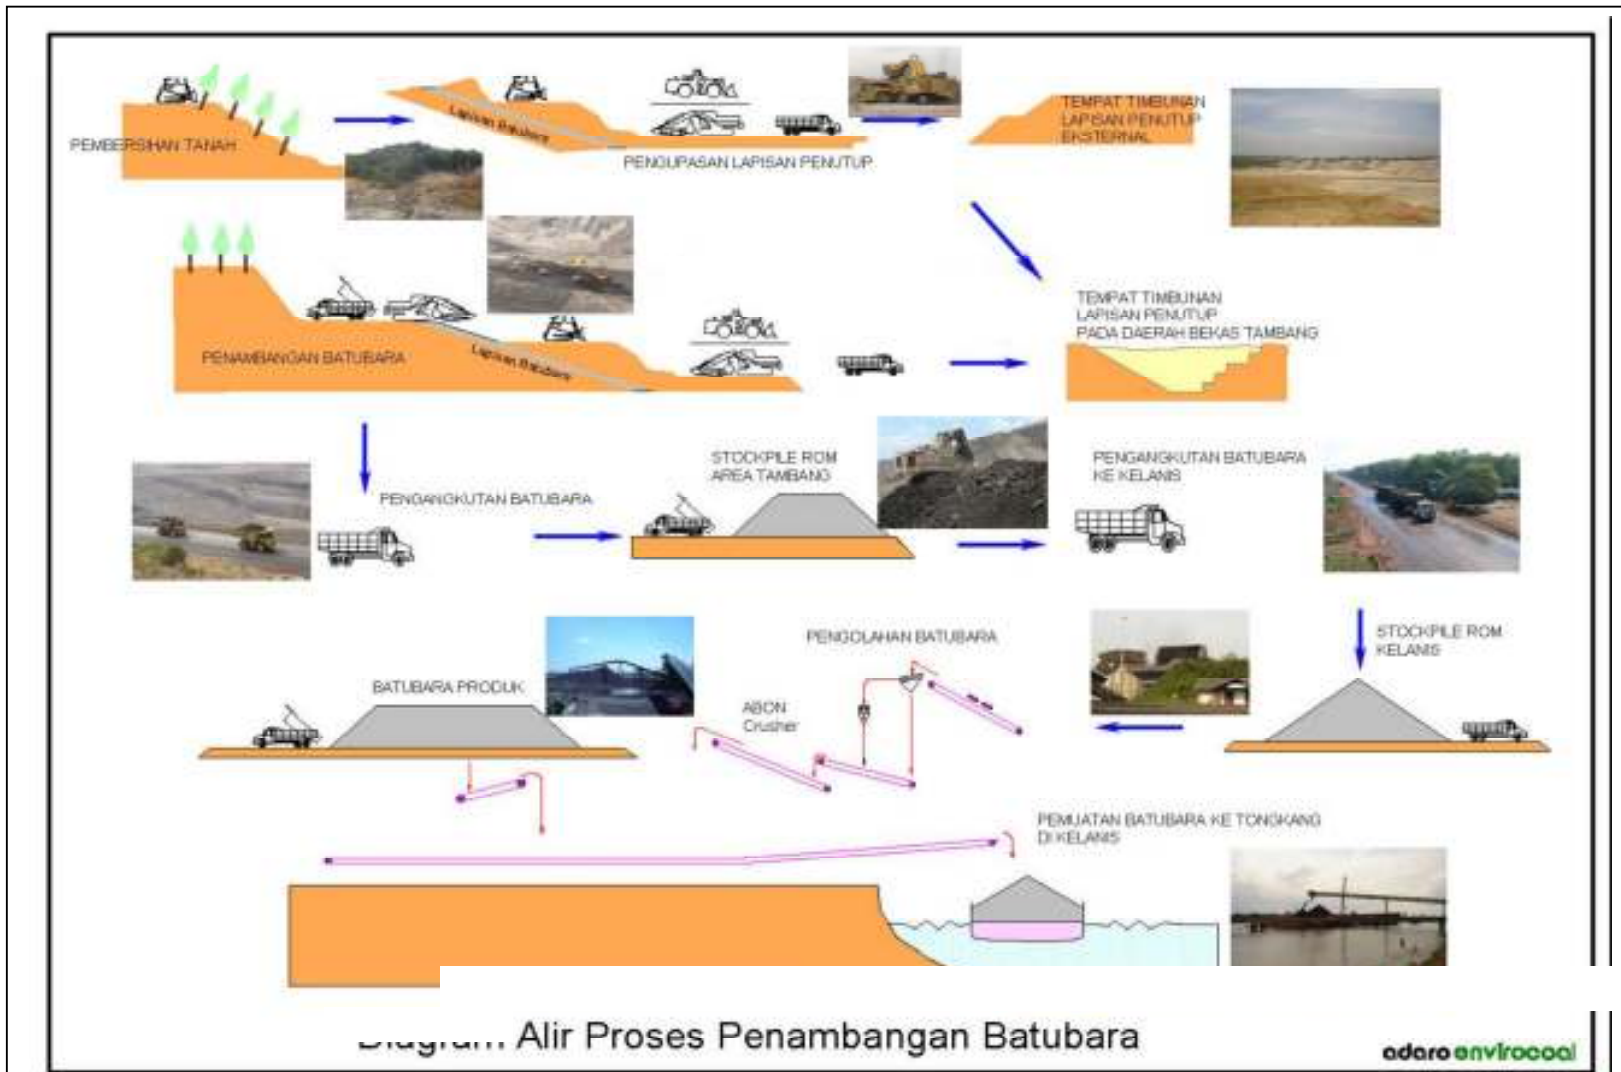 PEMBERSIHAN TANAH
Lapisan Batubara
PENGUPASAN LAPISAN PENUTUP
TEMPAT TIMBUNAN
LAPISAN PENUTUP
EKSTERNAL
PENAMBANGAN BATUBARA
Lapisan Batubara
TEMPAT TIMBUNAN
LAPISAN PENUTUP
PADA DAERAH BEKAS TAMBANG
PENGANGKUTAN BATUBARA
STOCKPILE ROM
AREA TAMBANG
PENGANGKUTAN BATUBARA
KE KELANIS
STOCKPILE ROM
KELANIS
PENGOLAHAN BATUBARA
ABON
Crusher
BATUBARA PRODUK
PEMUATAN BATUBARA KE TONGKANG
DI KELANIS
Diagram Alir Proses Penambangan Batubara
adaro envirocoal